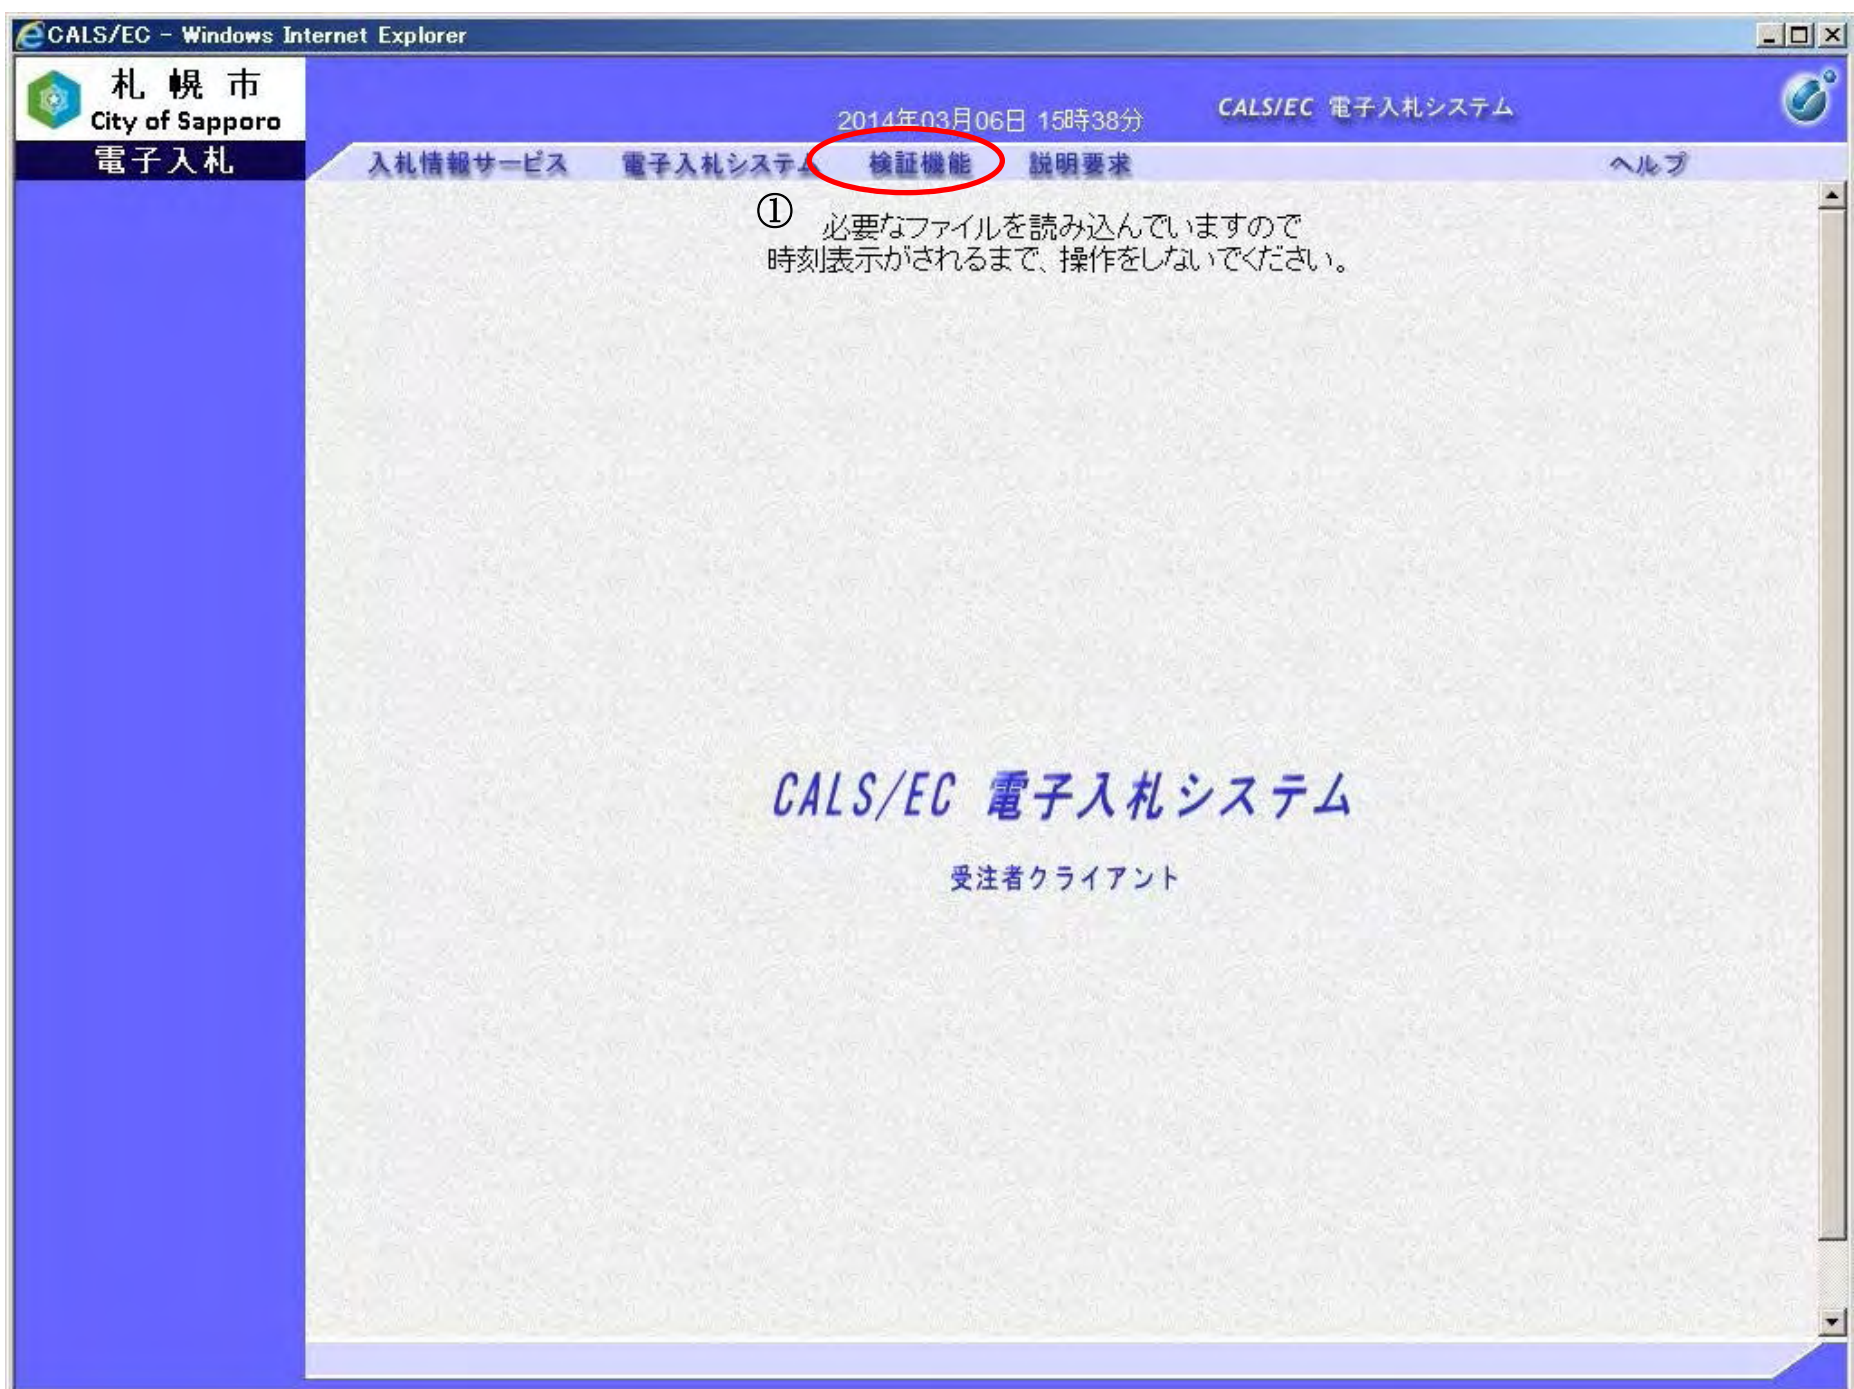 CALS/EC - Windows Internet Explorer
札 幌 市
City of Sapporo
電子入札
2014年03月06日 15時38分
CALS/EC 電子入札システム
入札情報サービス 電子入札システム 検証機能 説明要求 ヘルプ
①
必要なファイルを読み込んでいますので
時刻表示がされるまで、操作をしないでください。
CALS/EC 電子入札システム
受注者クライアント